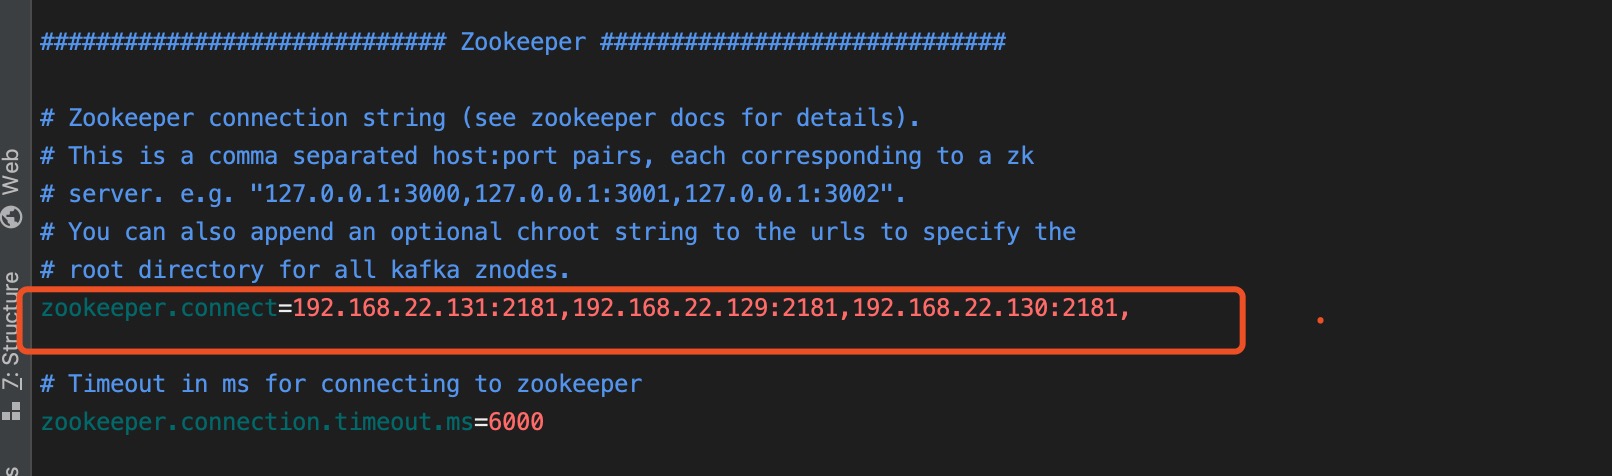 ############################# Zookeeper #############################
# Zookeeper connection string (see zookeeper docs for details).
# This is a comma separated host:port pairs, each corresponding to a zk
# server. e.g. "127.0.0.1:3000,127.0.0.1:3001,127.0.0.1:3002".
# You can also append an optional chroot string to the urls to specify the
# root directory for all kafka znodes.
zookeeper.connect=192.168.22.131:2181,192.168.22.129:2181,192.168.22.130:2181,
# Timeout in ms for connecting to zookeeper
zookeeper.connection.timeout.ms=6000
Web
7: Structure